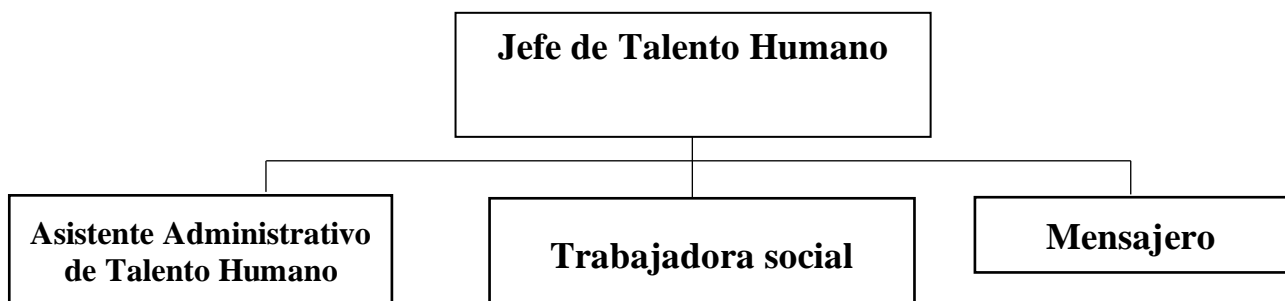 Jefe de Talento Humano
Asistente Administrativo
de Talento Humano
Trabajadora social
Mensajero